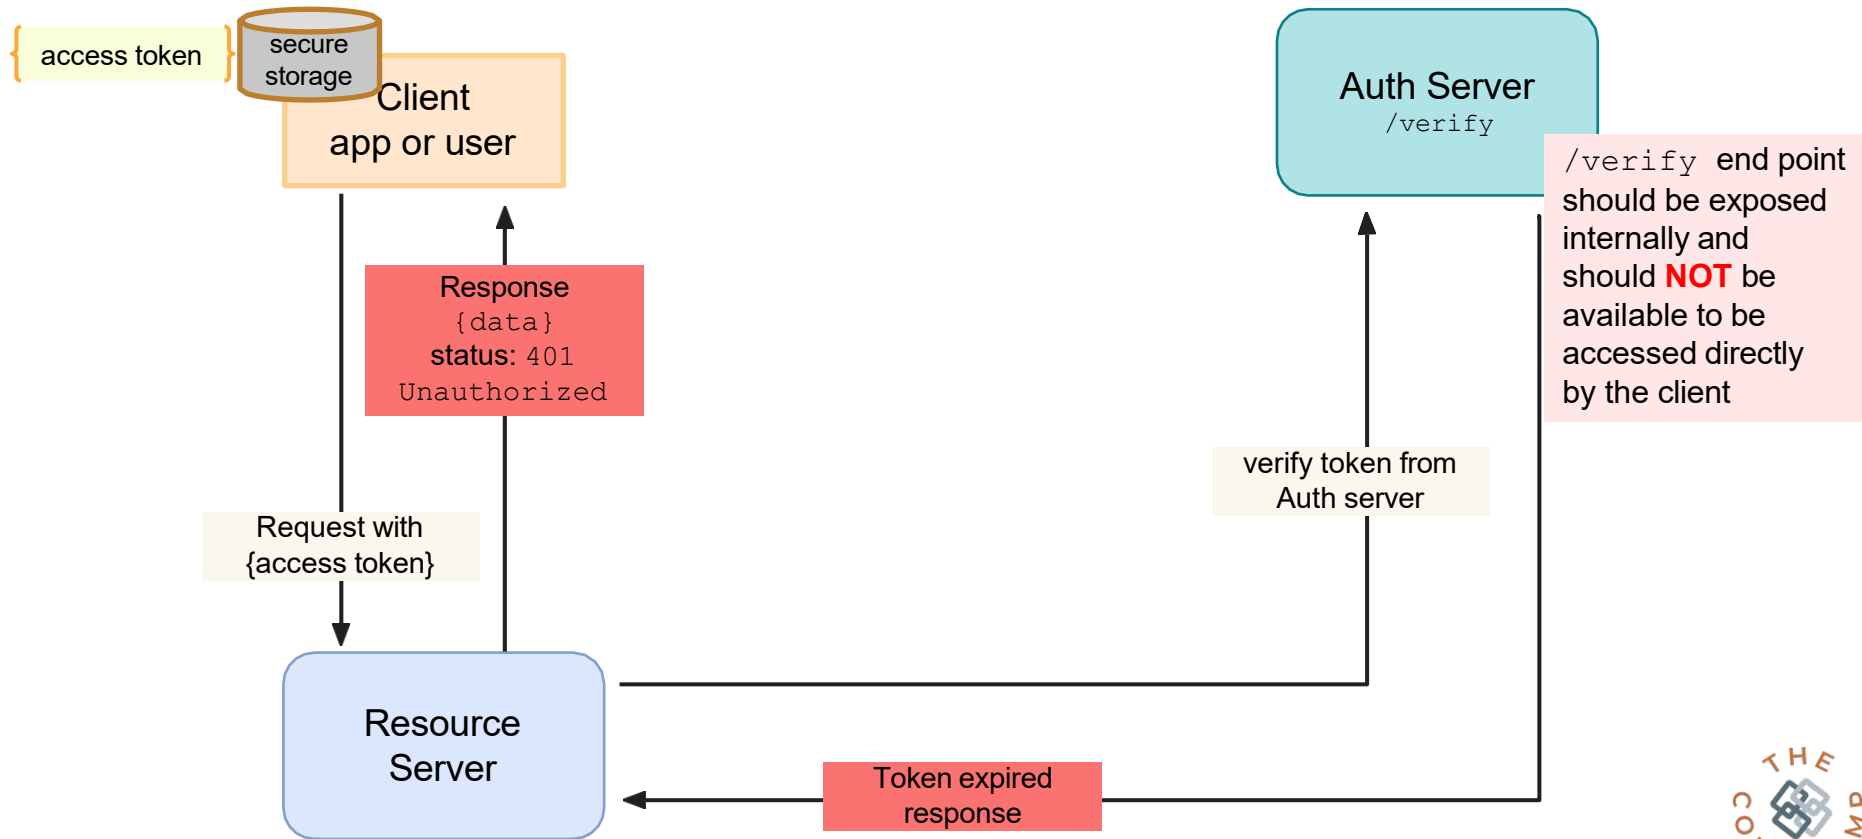 access token
secure
storage
Client
app or user
Auth Server
/verify
/verify end point
should be exposed
internally and
should NOT be
available to be
accessed directly
by the client
Response
{data}
status: 401
Unauthorized
verify token from
Auth server
Request with
{access token}
Resource
Server
Token expired
response
THE